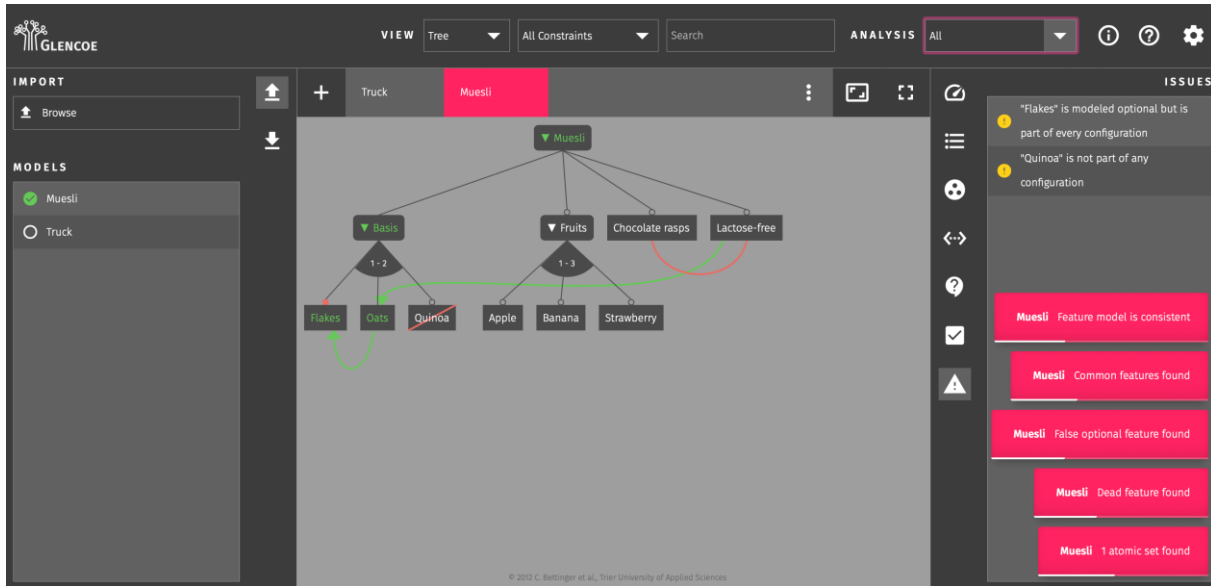 GLENCOE
VIEW Tree All Constraints Search ANALYSIS All
IMPORT
Browse
MODELS
Muesli
Truck
Truck Muesli
▼ Muesli
▼ Basis ▼ Fruits Chocolate rasps Lactose-free
1 - 2 1 - 3
Flakes Oats Quinoa Apple Banana Strawberry
© 2012 C. Bettinger et al., Trier University of Applied Sciences
ISSUES
"Flakes" is modeled optional but is
part of every configuration
"Quinoa" is not part of any
configuration
Muesli Feature model is consistent
Muesli Common features found
Muesli False optional feature found
Muesli Dead feature found
Muesli 1 atomic set found